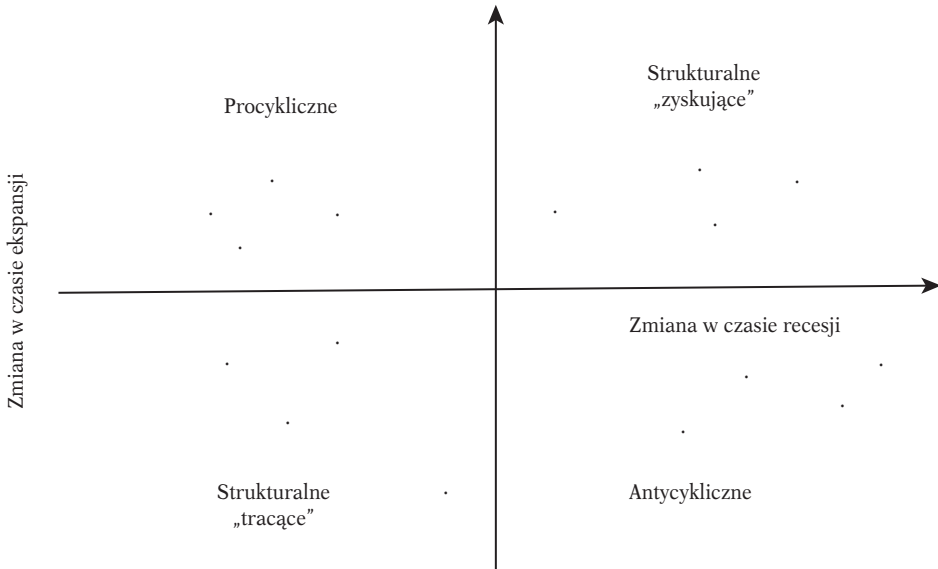 Strukturalne
„zyskujące”
Procykliczne
Zmiana w czasie ekspansji
Zmiana w czasie recesji
Strukturalne
„tracące”
Antycykliczne